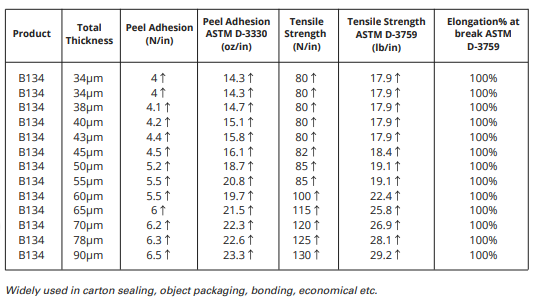 Product Total Thickness Peel Adhesion (N/in) Peel Adhesion ASTM D-3330 (oz/in) Tensile Strength (N/in) Tensile Strength ASTM D-3759 (lb/in) Elongation% at break ASTM D-3759
B134 34μm 4↑ 14.3↑ 80↑ 17.9↑ 100%
B134 34μm 4↑ 14.3↑ 80↑ 17.9↑ 100%
B134 38μm 4.1↑ 14.7↑ 80↑ 17.9↑ 100%
B134 40μm 4.2↑ 15.1↑ 80↑ 17.9↑ 100%
B134 43μm 4.4↑ 15.8↑ 80↑ 17.9↑ 100%
B134 45μm 4.5↑ 16.1↑ 82↑ 18.4↑ 100%
B134 50μm 5.2↑ 18.7↑ 85↑ 19.1↑ 100%
B134 55μm 5.5↑ 20.8↑ 85↑ 19.1↑ 100%
B134 60μm 5.5↑ 19.7↑ 100↑ 22.4↑ 100%
B134 65μm 6↑ 21.5↑ 115↑ 25.8↑ 100%
B134 70μm 6.2↑ 22.3↑ 120↑ 26.9↑ 100%
B134 78μm 6.3↑ 22.6↑ 125↑ 28.1↑ 100%
B134 90μm 6.5↑ 23.3↑ 130↑ 29.2↑ 100%
Widely used in carton sealing, object packaging, bonding, economical etc.